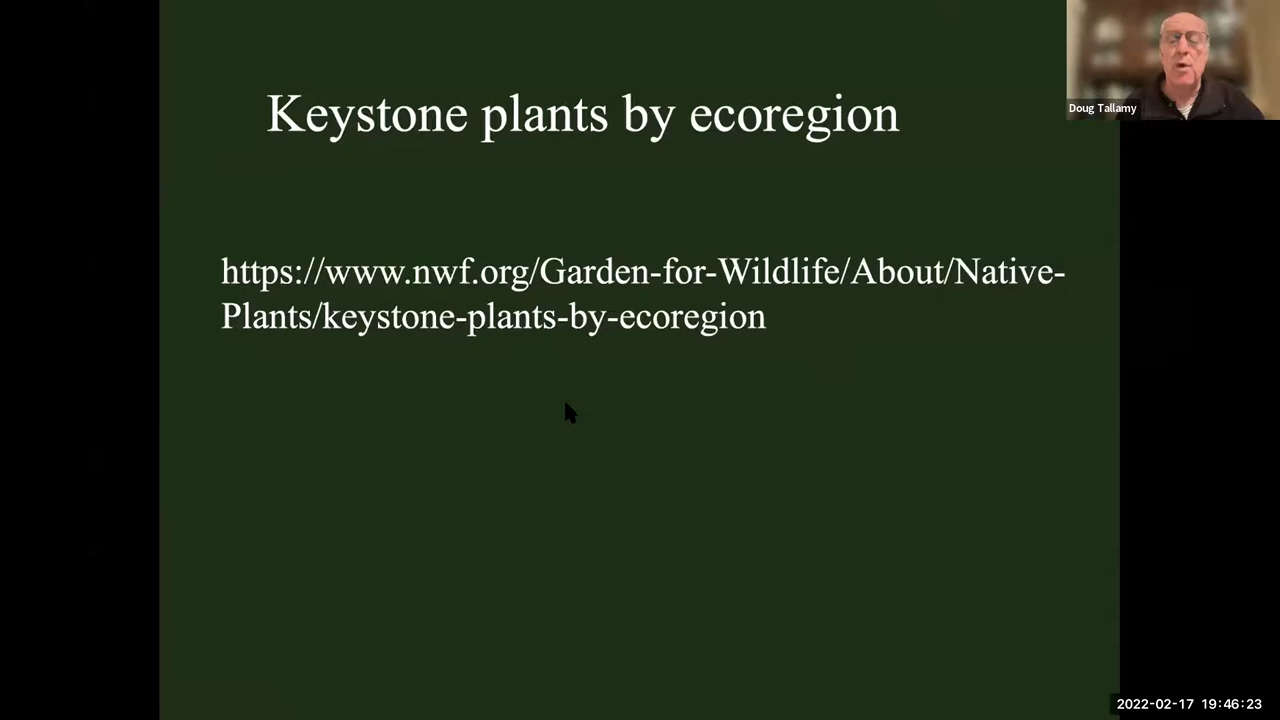 Keystone plants by ecoregion
Doug Tallamy
https://www.nwf.org/Garden-for-Wildlife/About/Native-
Plants/keystone-plants-by-ecoregion
2022-02-17 19:46:23